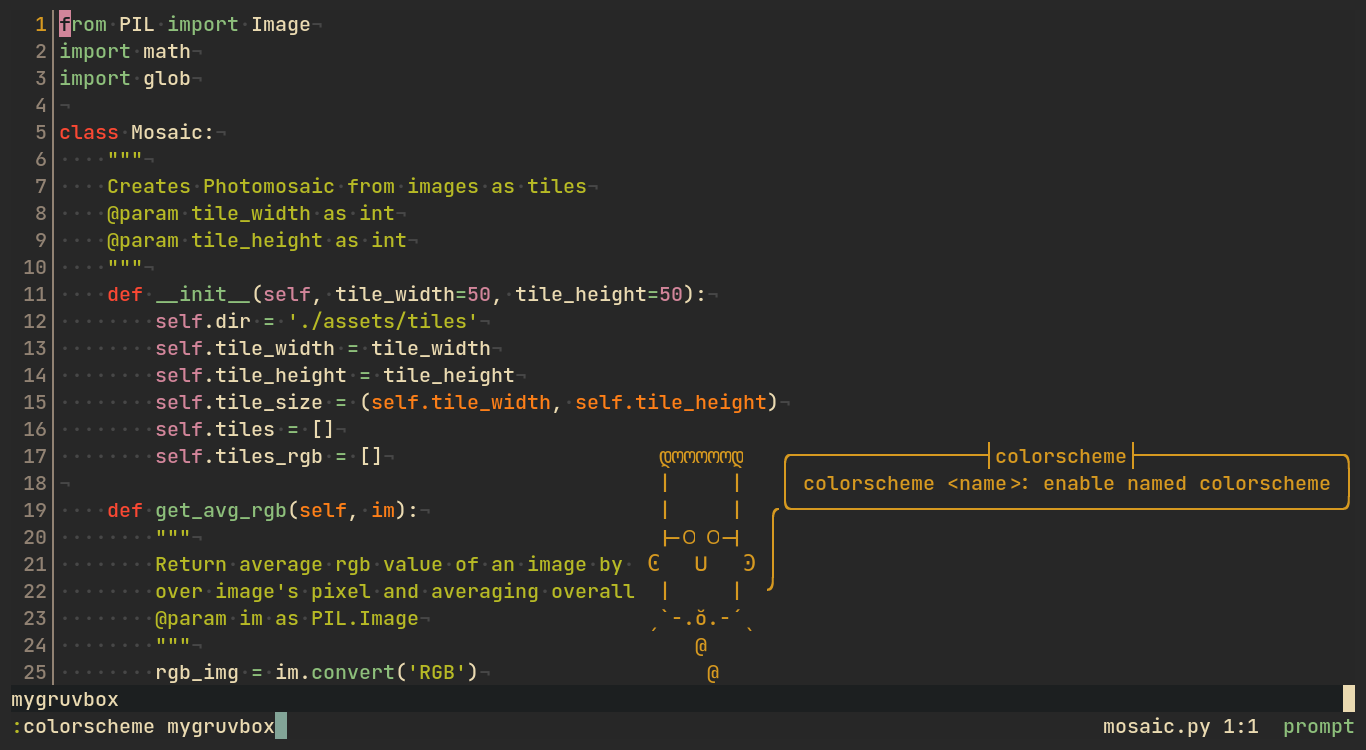 1 from PIL import Image¬
2 import math¬
3 import glob¬
4 ¬
5 class Mosaic:¬
6 ····"""¬
7 ····Creates·Photomosaic·from·images·as·tiles¬
8 ····@param·tile_width·as·int¬
9 ····@param·tile_height·as·int¬
10 ····"""¬
11 ····def·__init__(self,·tile_width=50,·tile_height=50):¬
12 ········self.dir·=·'./assets/tiles'¬
13 ········self.tile_width·=·tile_width¬
14 ········self.tile_height·=·tile_height¬
15 ········self.tile_size·=·(self.tile_width,·self.tile_height)¬
16 ········self.tiles·=·[]¬
17 ········self.tiles_rgb·=·[]¬
colorscheme
18 ¬
colorscheme <name>: enable named colorscheme
19 ····def·get_avg_rgb(self,·im):¬
20 ········"""¬
21 ········Return·average·rgb·value·of·an·image·by·
22 ········over·image's·pixel·and·averaging·overall
23 ········@param·im·as·PIL.Image¬
24 ········"""¬
25 ········rgb_img·=·im.convert('RGB')¬
mygruvbox
:colorscheme mygruvbox
mosaic.py 1:1 prompt